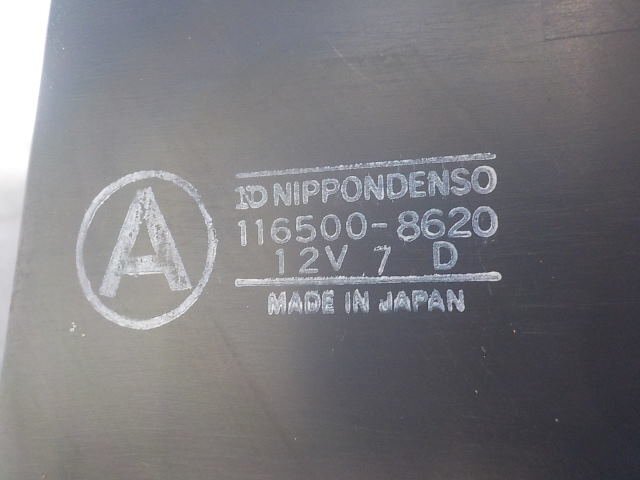 A
ND NIPPONDENSO
116500-8620
12V 7 D
MADE IN JAPAN